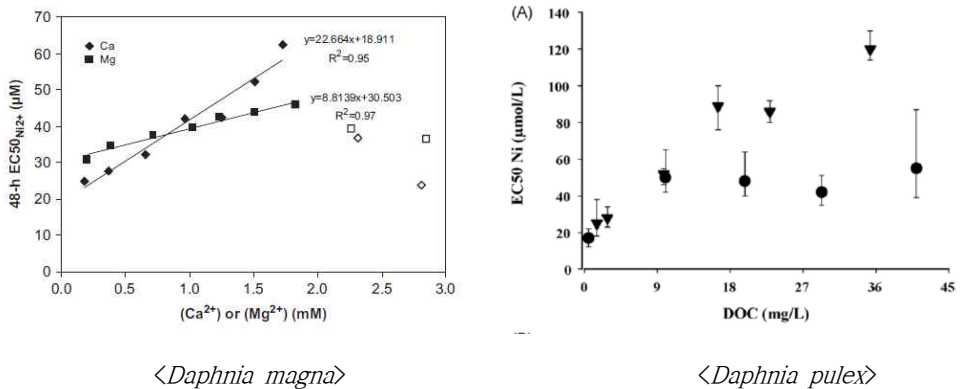 70
60
50
40
30
20
10
0
48-h EC50Ni2+ (µM)
Ca
Mg
y=22.664x+18.911
R2=0.95
y=8.8139x+30.503
R2=0.97
0.0 0.5 1.0 1.5 2.0 2.5 3.0
(Ca2+) or (Mg2+) (mM)
<Daphnia magna>
(A)
140
120
100
80
60
40
20
0
EC50 Ni (µmol/L)
0 9 18 27 36 45
DOC (mg/L)
<Daphnia pulex>